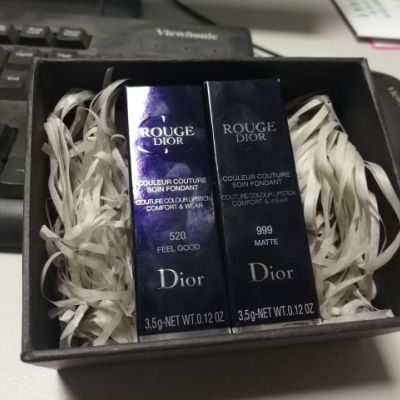 ViewSonic
ROUGE
DIOR
COULEUR COUTURE
SOIN FONDANT
COUTURE COLOUR LIPSTICK
COMFORT & WEAR
520
FEEL GOOD
Dior
3,5g-NET WT.0.12 OZ
ROUGE
DIOR
COULEUR COUTURE
SOIN FONDANT
COUTURE COLOUR LIPSTICK
COMFORT & WEAR
999
MATTE
Dior
3,5g-NET WT.0.12 OZ